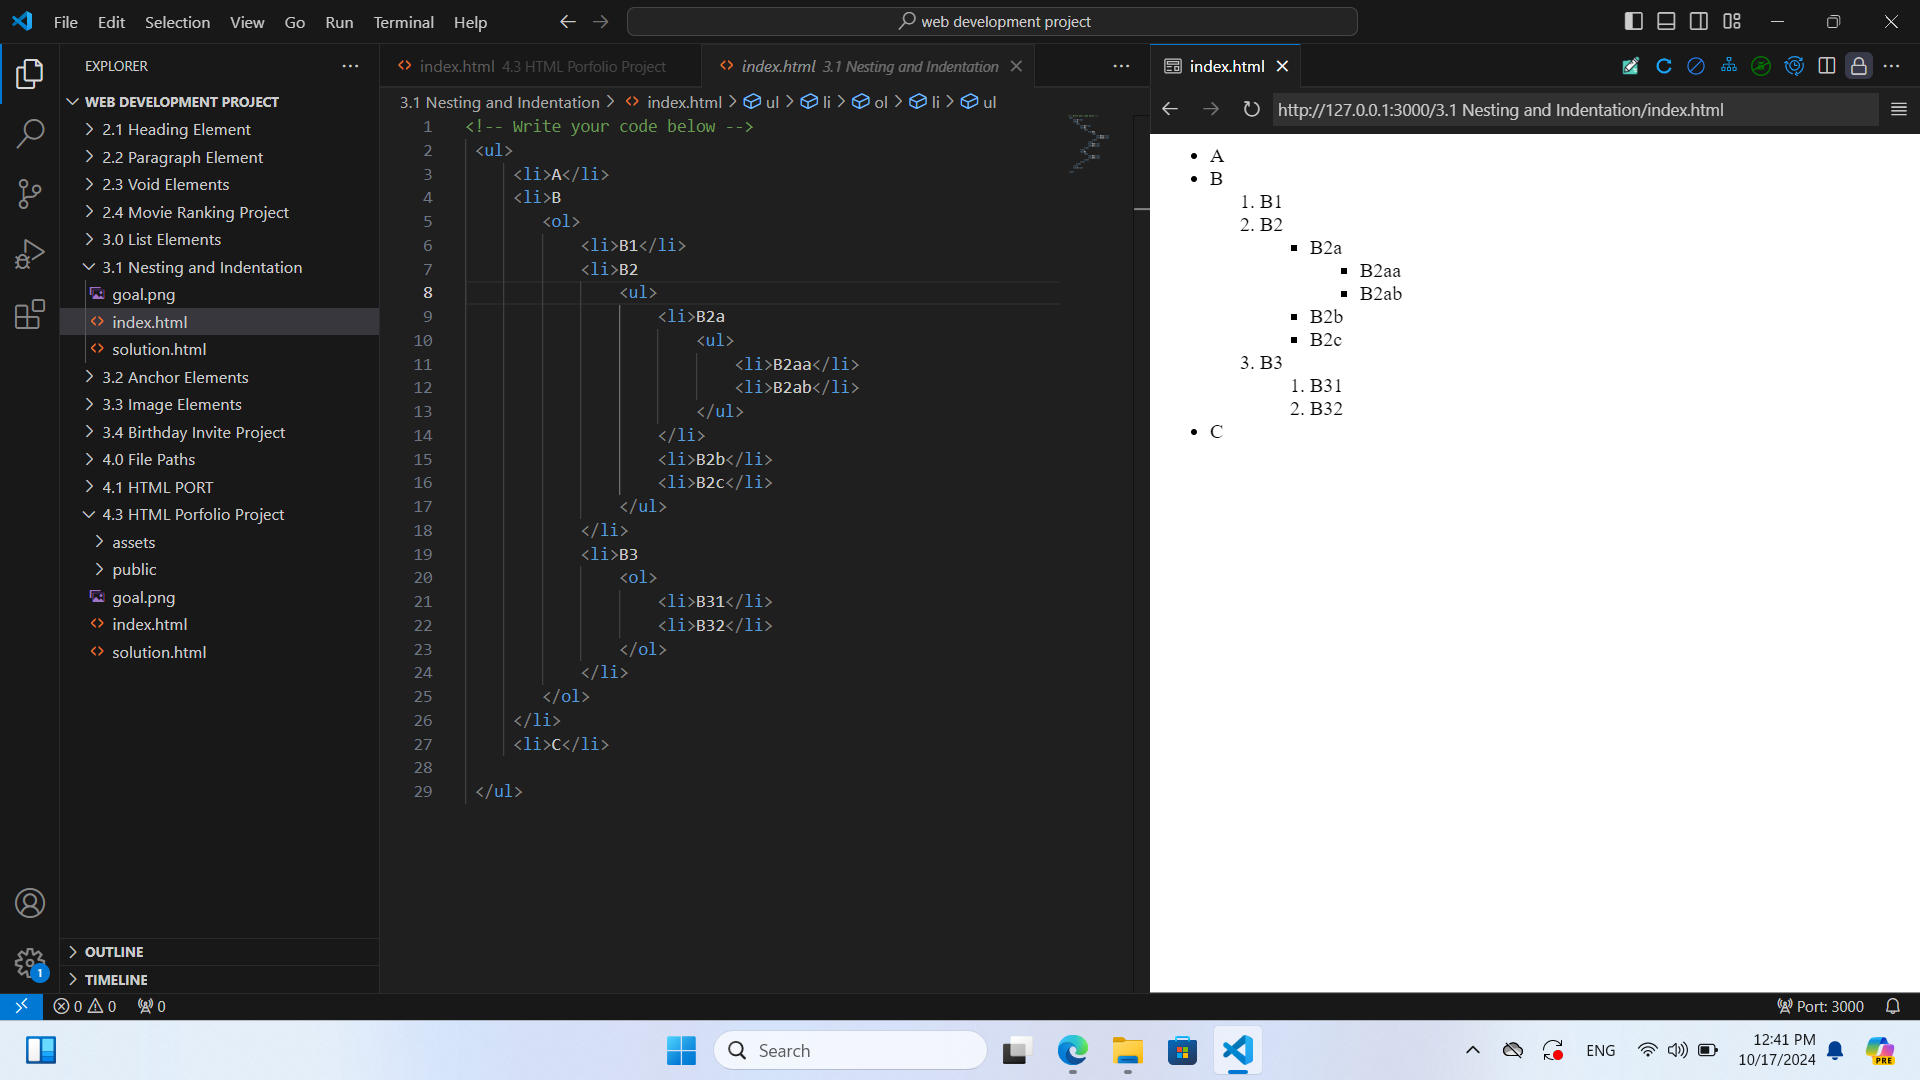 File Edit Selection View Go Run Terminal Help
web development project
EXPLORER
WEB DEVELOPMENT PROJECT
2.1 Heading Element
2.2 Paragraph Element
2.3 Void Elements
2.4 Movie Ranking Project
3.0 List Elements
3.1 Nesting and Indentation
goal.png
index.html
solution.html
3.2 Anchor Elements
3.3 Image Elements
3.4 Birthday Invite Project
4.0 File Paths
4.1 HTML PORT
4.3 HTML Porfolio Project
assets
public
goal.png
index.html
solution.html
OUTLINE
TIMELINE
index.html 4.3 HTML Porfolio Project
index.html 3.1 Nesting and Indentation
3.1 Nesting and Indentation > index.html > ul > li > ol > li > ul
1 <!-- Write your code below -->
2 <ul>
3 <li>A</li>
4 <li>B
5 <ol>
6 <li>B1</li>
7 <li>B2
8 <ul>
9 <li>B2a
10 <ul>
11 <li>B2aa</li>
12 <li>B2ab</li>
13 </ul>
14 </li>
15 <li>B2b</li>
16 <li>B2c</li>
17 </ul>
18 </li>
19 <li>B3
20 <ol>
21 <li>B31</li>
22 <li>B32</li>
23 </ol>
24 </li>
25 </ol>
26 </li>
27 <li>C</li>
28
29 </ul>
index.html
http://127.0.0.1:3000/3.1 Nesting and Indentation/index.html
• A
• B
1. B1
2. B2
▪ B2a
▪ B2aa
▪ B2ab
▪ B2b
▪ B2c
3. B3
1. B31
2. B32
• C
1
0 0 0
Port: 3000
Search
ENG
12:41 PM
10/17/2024
PRE